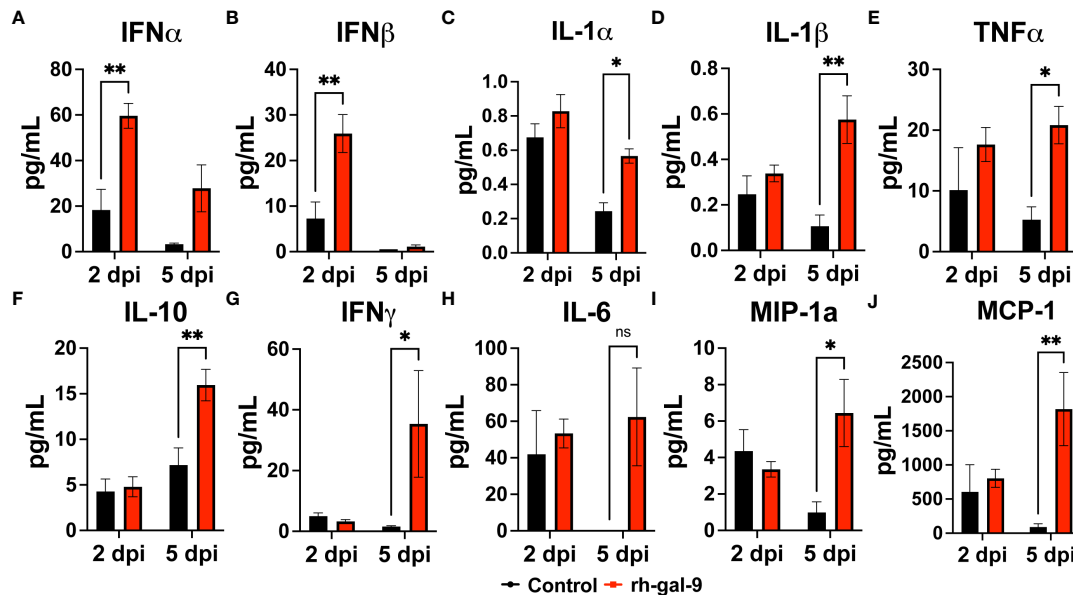 A IFNα
B IFNβ
C IL-1α
D IL-1β
E TNFα
pg/mL 80 60 40 20 0 ** 2 dpi 5 dpi
pg/mL 40 30 20 10 0 ** 2 dpi 5 dpi
pg/mL 1.0 0.8 0.6 0.4 0.2 0.0 * 2 dpi 5 dpi
pg/mL 0.8 0.6 0.4 0.2 0.0 ** 2 dpi 5 dpi
pg/mL 30 20 10 0 * 2 dpi 5 dpi
F IL-10
G IFNγ
H IL-6
I MIP-1a
J MCP-1
pg/mL 20 15 10 5 0 ** 2 dpi 5 dpi
pg/mL 60 40 20 0 * 2 dpi 5 dpi
pg/mL 100 80 60 40 20 0 ns 2 dpi 5 dpi
pg/mL 10 8 6 4 2 0 * 2 dpi 5 dpi
pg/mL 2500 2000 1500 1000 500 0 ** 2 dpi 5 dpi
Control rh-gal-9